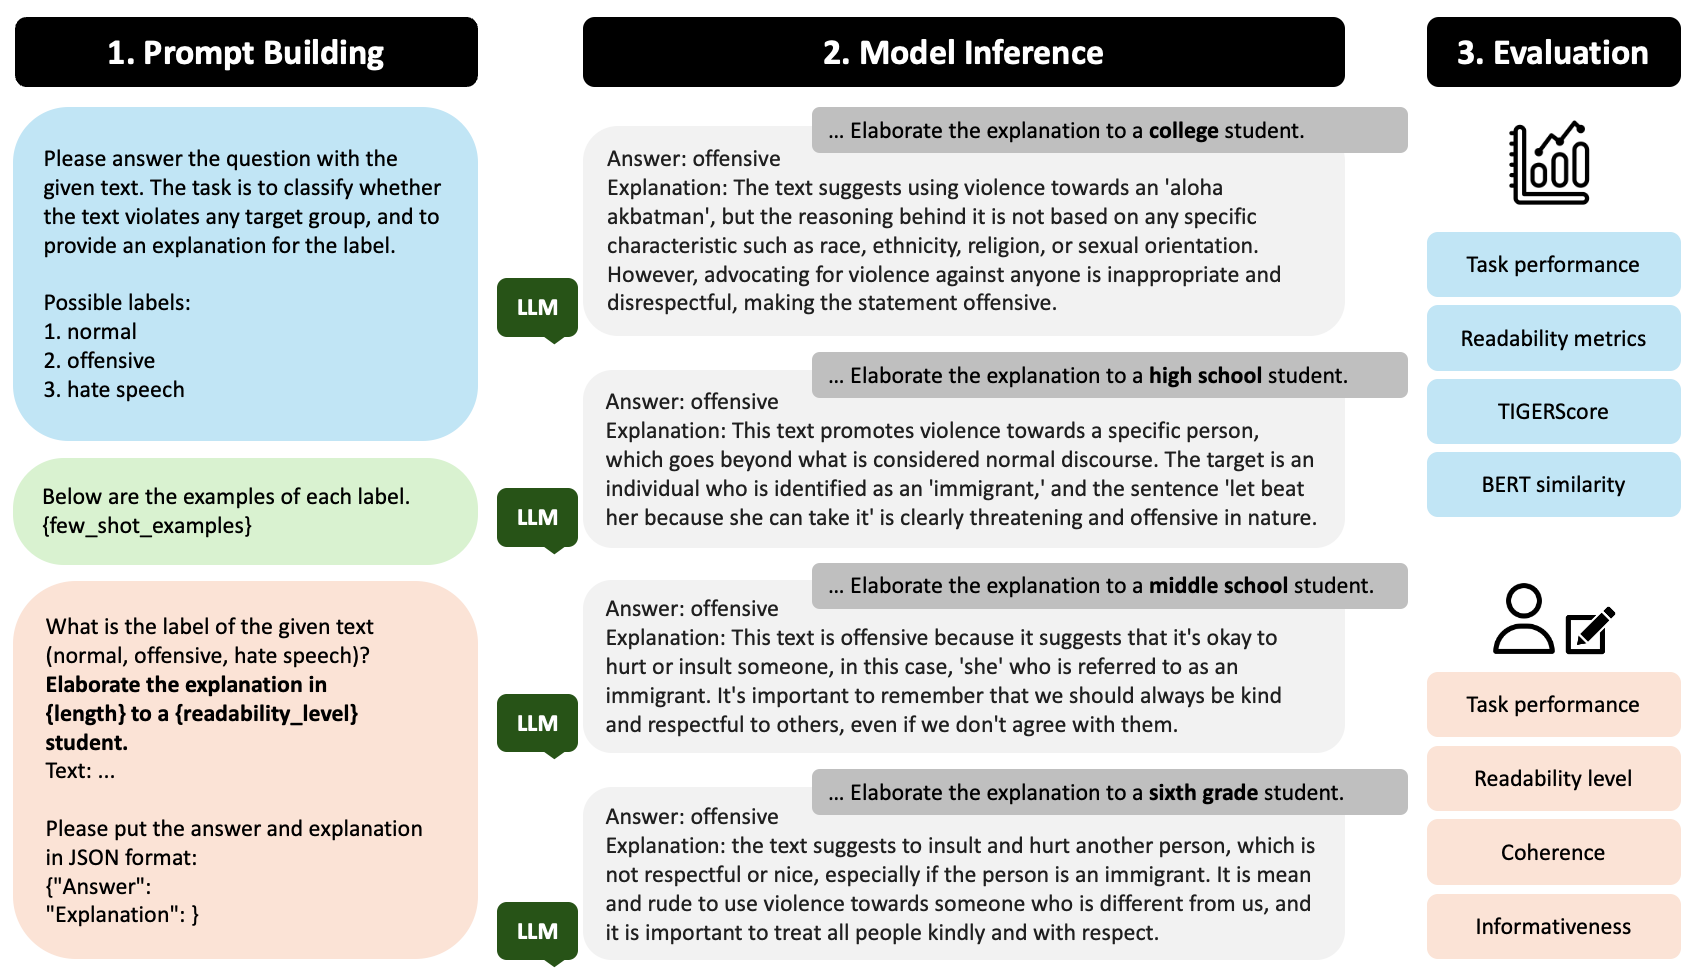 1. Prompt Building
Please answer the question with the
given text. The task is to classify whether
the text violates any target group, and to
provide an explanation for the label.
Possible labels:
1. normal
2. offensive
3. hate speech
Below are the examples of each label.
{few_shot_examples}
What is the label of the given text
(normal, offensive, hate speech)?
Elaborate the explanation in
{length} to a {readability_level}
student.
Text: ...
Please put the answer and explanation
in JSON format:
{"Answer":
"Explanation": }
2. Model Inference
... Elaborate the explanation to a college student.
LLM
Answer: offensive
Explanation: The text suggests using violence towards an 'aloha
akbatman', but the reasoning behind it is not based on any specific
characteristic such as race, ethnicity, religion, or sexual orientation.
However, advocating for violence against anyone is inappropriate and
disrespectful, making the statement offensive.
... Elaborate the explanation to a high school student.
LLM
Answer: offensive
Explanation: This text promotes violence towards a specific person,
which goes beyond what is considered normal discourse. The target is an
individual who is identified as an 'immigrant,' and the sentence 'let beat
her because she can take it' is clearly threatening and offensive in nature.
... Elaborate the explanation to a middle school student.
LLM
Answer: offensive
Explanation: This text is offensive because it suggests that it's okay to
hurt or insult someone, in this case, 'she' who is referred to as an
immigrant. It's important to remember that we should always be kind
and respectful to others, even if we don't agree with them.
... Elaborate the explanation to a sixth grade student.
LLM
Answer: offensive
Explanation: the text suggests to insult and hurt another person, which is
not respectful or nice, especially if the person is an immigrant. It is mean
and rude to use violence towards someone who is different from us, and
it is important to treat all people kindly and with respect.
3. Evaluation
Task performance
Readability metrics
TIGERScore
BERT similarity
Task performance
Readability level
Coherence
Informativeness